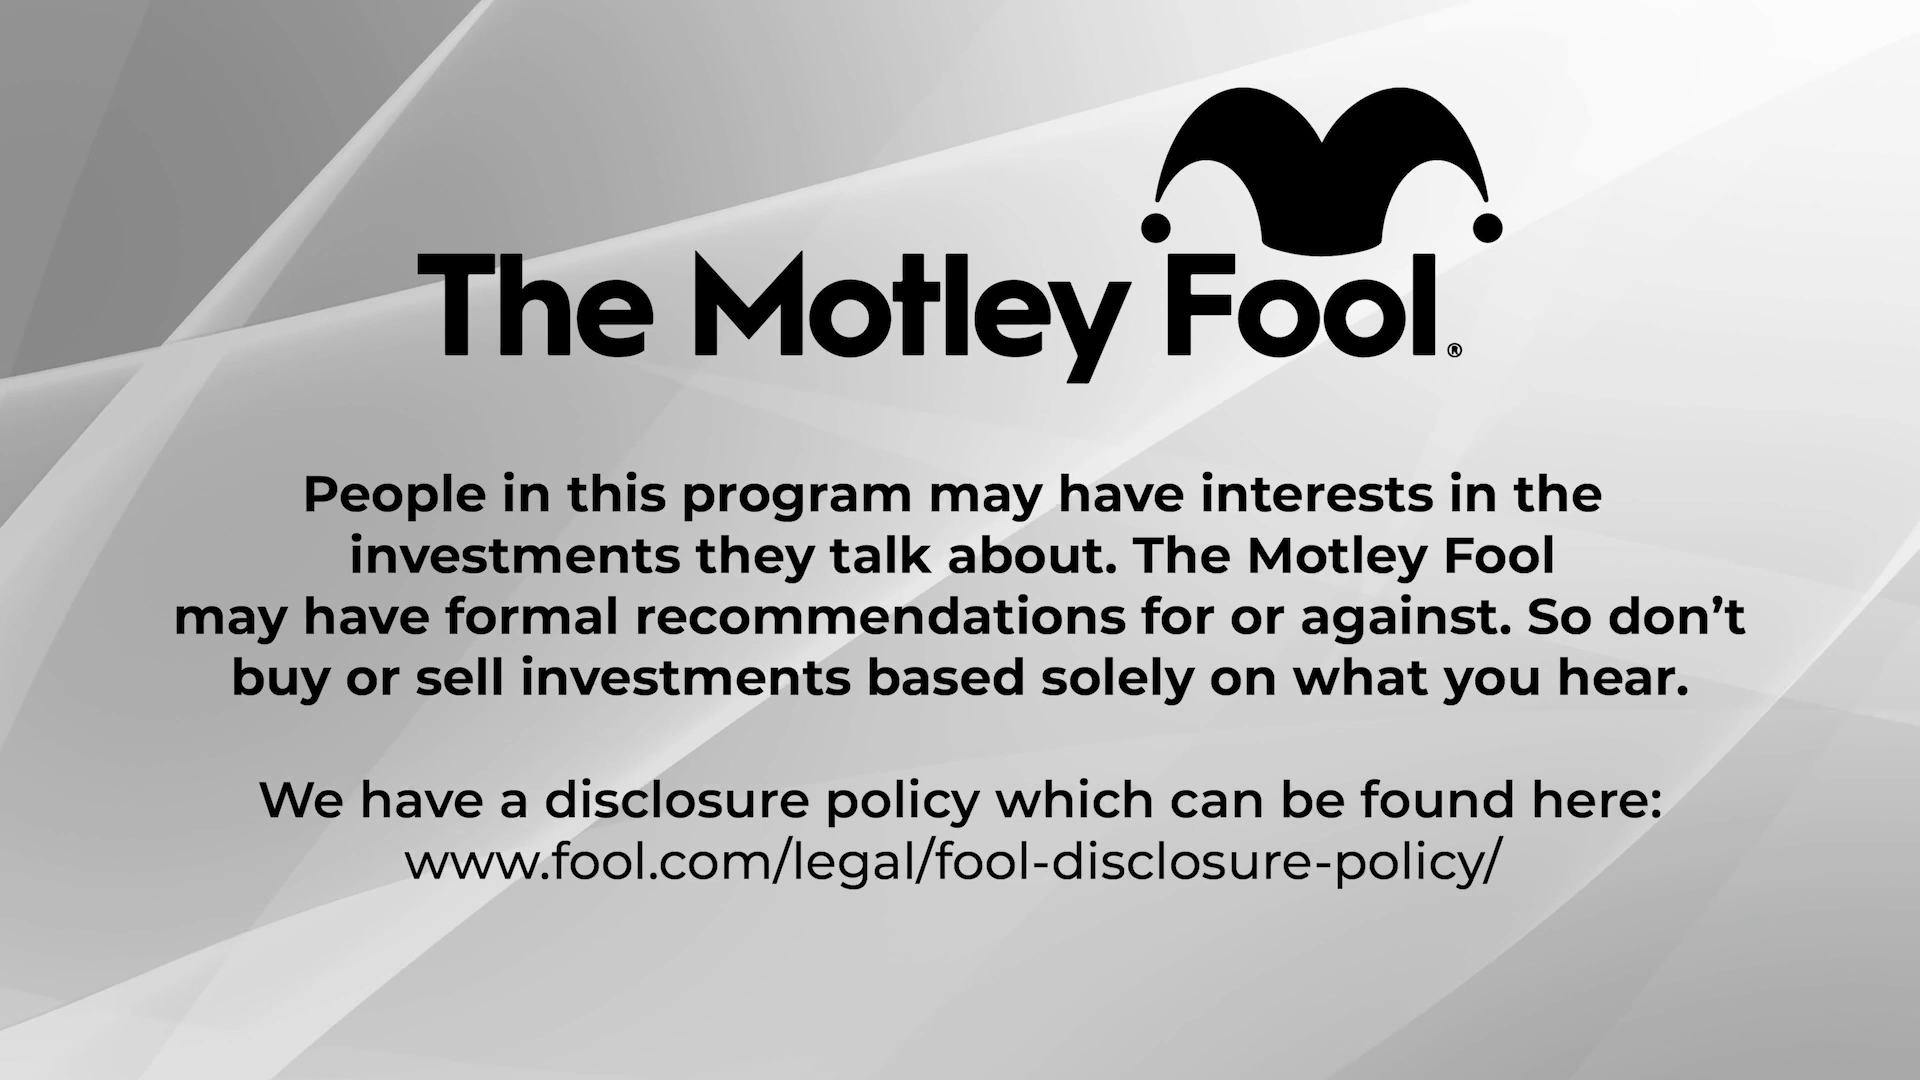 The Motley Fool®
People in this program may have interests in the
investments they talk about. The Motley Fool
may have formal recommendations for or against. So don’t
buy or sell investments based solely on what you hear.
We have a disclosure policy which can be found here:
www.fool.com/legal/fool-disclosure-policy/